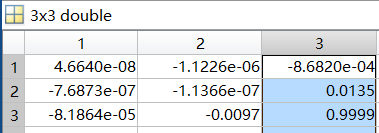 3x3 double
1 2 3
1 4.6640e-08 -1.1226e-06 -8.6820e-04
2 -7.6873e-07 -1.1366e-07 0.0135
3 -8.1864e-05 -0.0097 0.9999